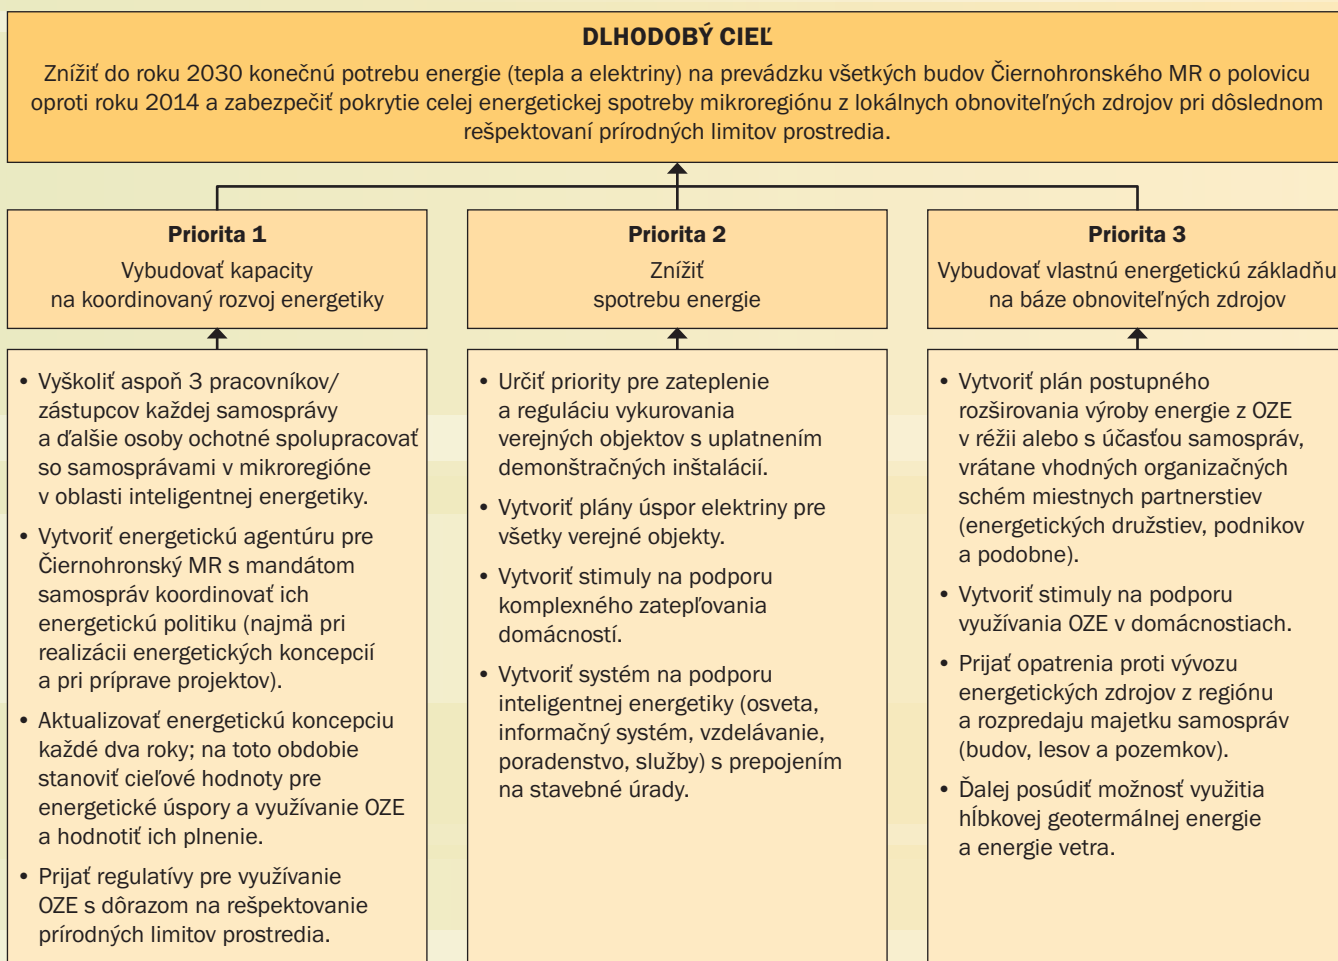 DLHODOBÝ CIEĽ
Znížiť do roku 2030 konečnú potrebu energie (tepla a elektriny) na prevádzku všetkých budov Čiernohronského MR o polovicu
oproti roku 2014 a zabezpečiť pokrytie celej energetickej spotreby mikroregiónu z lokálnych obnoviteľných zdrojov pri dôslednom
rešpektovaní prírodných limitov prostredia.
Priorita 1
Vybudovať kapacity
na koordinovaný rozvoj energetiky
• Vyškoliť aspoň 3 pracovníkov/
zástupcov každej samosprávy
a ďalšie osoby ochotné spolupracovať
so samosprávami v mikroregióne
v oblasti inteligentnej energetiky.
• Vytvoriť energetickú agentúru pre
Čiernohronský MR s mandátom
samospráv koordinovať ich
energetickú politiku (najmä pri
realizácii energetických koncepcií
a pri príprave projektov).
• Aktualizovať energetickú koncepciu
každé dva roky; na toto obdobie
stanoviť cieľové hodnoty pre
energetické úspory a využívanie OZE
a hodnotiť ich plnenie.
• Prijať regulatívy pre využívanie
OZE s dôrazom na rešpektovanie
prírodných limitov prostredia.
Priorita 2
Znížiť
spotrebu energie
• Určiť priority pre zateplenie
a reguláciu vykurovania
verejných objektov s uplatnením
demonštračných inštalácií.
• Vytvoriť plány úspor elektriny pre
všetky verejné objekty.
• Vytvoriť stimuly na podporu
komplexného zatepľovania
domácností.
• Vytvoriť systém na podporu
inteligentnej energetiky (osveta,
informačný systém, vzdelávanie,
poradenstvo, služby) s prepojením
na stavebné úrady.
Priorita 3
Vybudovať vlastnú energetickú základňu
na báze obnoviteľných zdrojov
• Vytvoriť plán postupného
rozširovania výroby energie z OZE
v réžii alebo s účasťou samospráv,
vrátane vhodných organizačných
schém miestnych partnerstiev
(energetických družstiev, podnikov
a podobne).
• Vytvoriť stimuly na podporu
využívania OZE v domácnostiach.
• Prijať opatrenia proti vývozu
energetických zdrojov z regiónu
a rozpredaju majetku samospráv
(budov, lesov a pozemkov).
• Ďalej posúdiť možnosť využitia
hĺbkovej geotermálnej energie
a energie vetra.